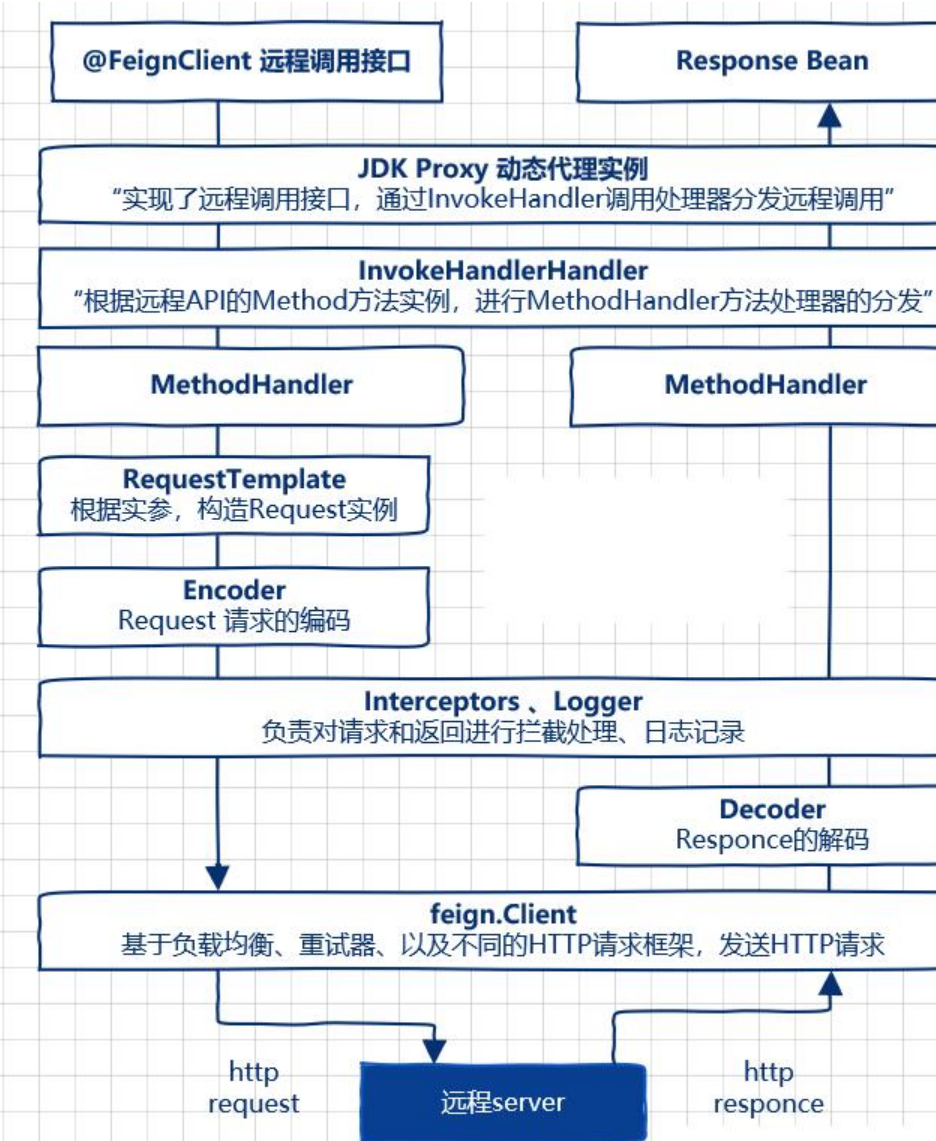 @FeignClient 远程调用接口
Response Bean
JDK Proxy 动态代理实例
“实现了远程调用接口，通过InvokeHandler调用处理器分发远程调用”
InvokeHandlerHandler
“根据远程API的Method方法实例，进行MethodHandler方法处理器的分发”
MethodHandler
MethodHandler
RequestTemplate
根据实参，构造Request实例
Encoder
Request 请求的编码
Interceptors 、Logger
负责对请求和返回进行拦截处理、日志记录
Decoder
Responce的解码
feign.Client
基于负载均衡、重试器、以及不同的HTTP请求框架，发送HTTP请求
http
request
远程server
http
responce